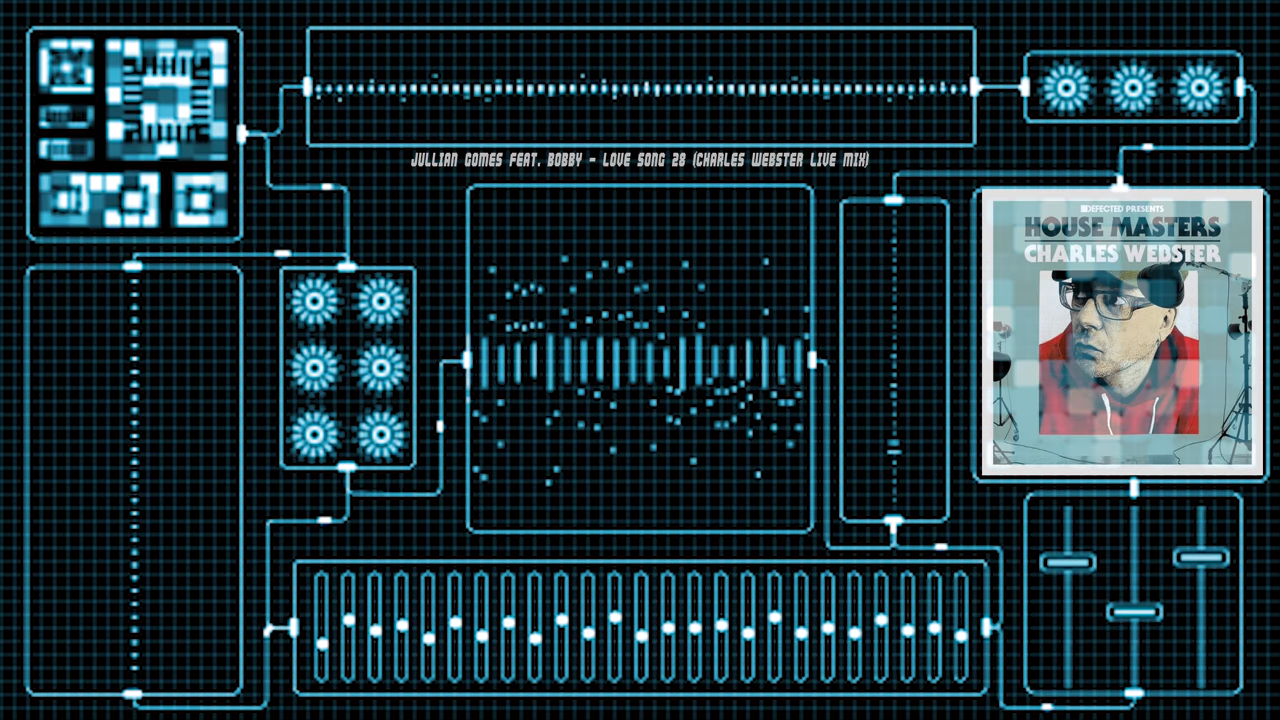 JULLIAN GOMES FEAT. BOBBY - LOVE SONG 28 (CHARLES WEBSTER LIVE MIX)
DEFECTED PRESENTS
HOUSE MASTERS
CHARLES WEBSTER